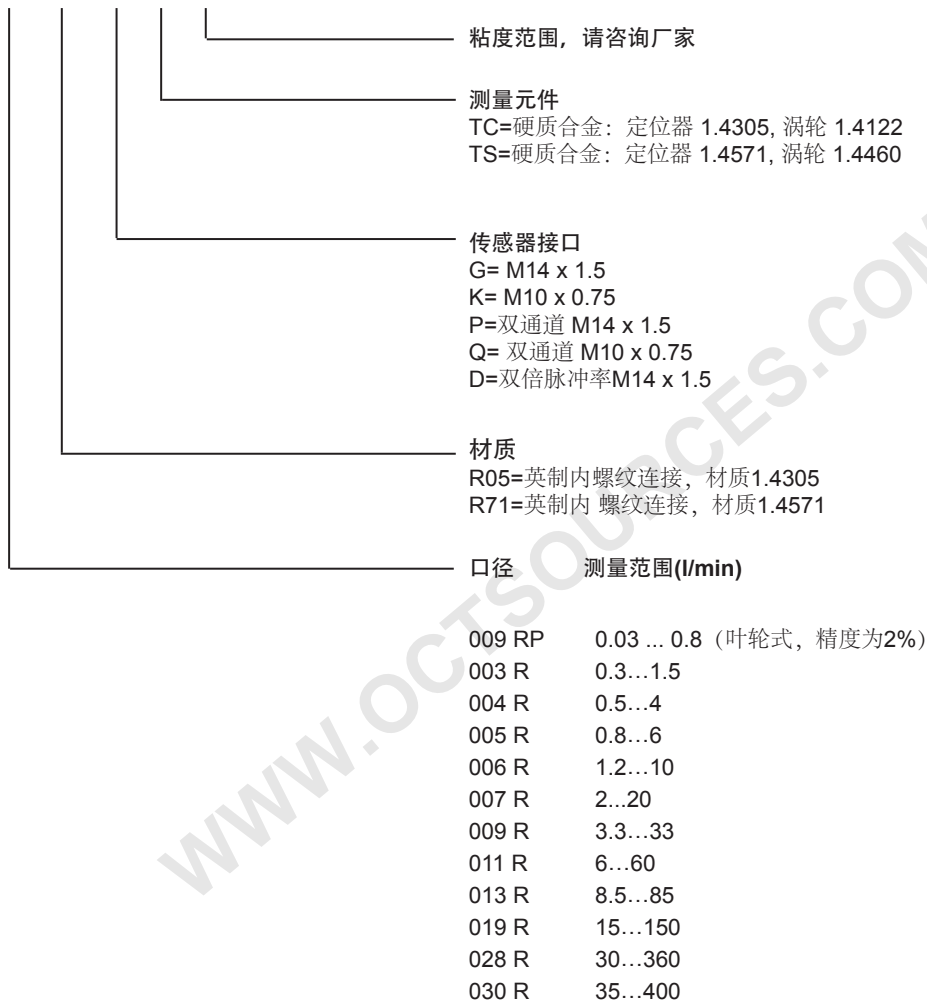 粘度范围，请咨询厂家
测量元件
TC=硬质合金：定位器 1.4305, 涡轮 1.4122
TS=硬质合金：定位器 1.4571, 涡轮 1.4460
传感器接口
G= M14 x 1.5
K= M10 x 0.75
P=双通道 M14 x 1.5
Q= 双通道 M10 x 0.75
D=双倍脉冲率M14 x 1.5
材质
R05=英制内螺纹连接，材质1.4305
R71=英制内 螺纹连接，材质1.4571
口径 测量范围(l/min)
009 RP 0.03 ... 0.8（叶轮式，精度为2%）
003 R 0.3…1.5
004 R 0.5…4
005 R 0.8…6
006 R 1.2…10
007 R 2...20
009 R 3.3…33
011 R 6…60
013 R 8.5…85
019 R 15…150
028 R 30…360
030 R 35…400
WWW.OCTSOURCES.COM